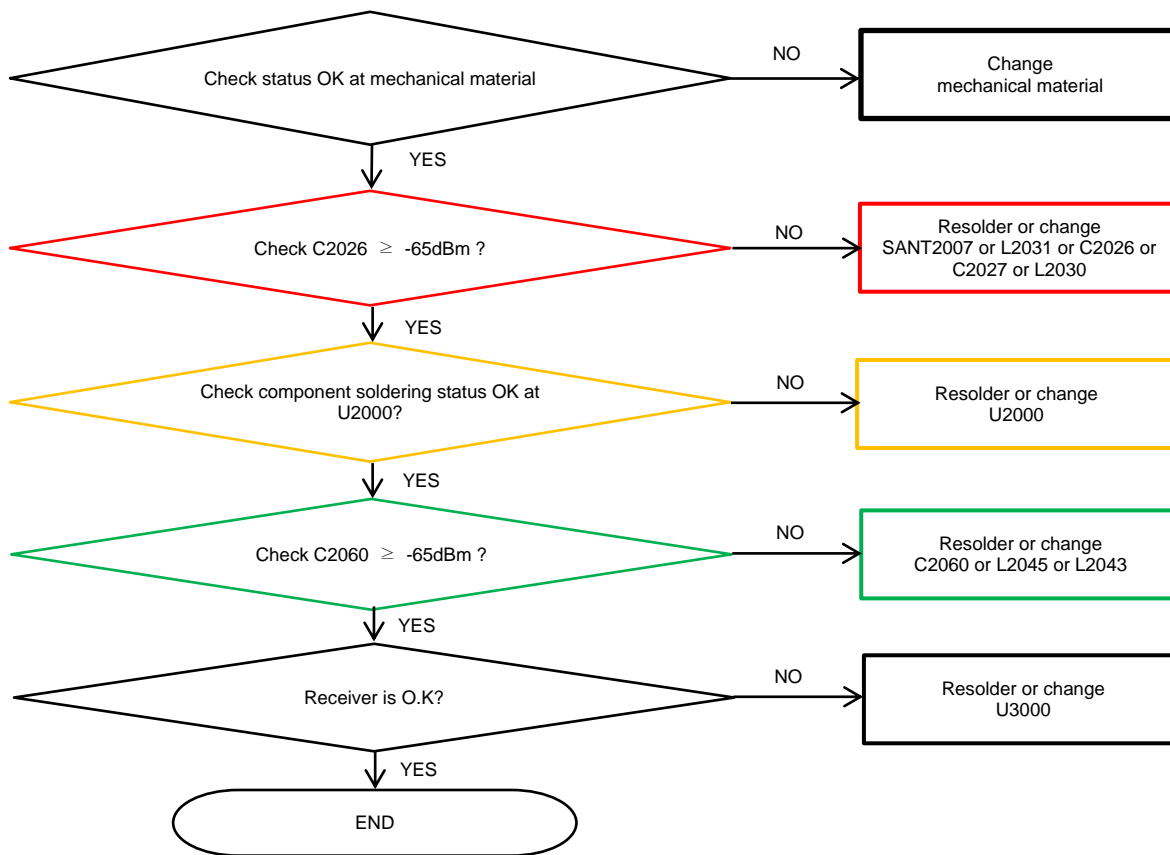 Check status OK at mechanical material
NO
Change
mechanical material
YES
Check C2026 ≥ -65dBm ?
NO
Resolder or change
SANT2007 or L2031 or C2026 or
C2027 or L2030
YES
Check component soldering status OK at
U2000?
NO
Resolder or change
U2000
YES
Check C2060 ≥ -65dBm ?
NO
Resolder or change
C2060 or L2045 or L2043
YES
Receiver is O.K?
NO
Resolder or change
U3000
YES
END